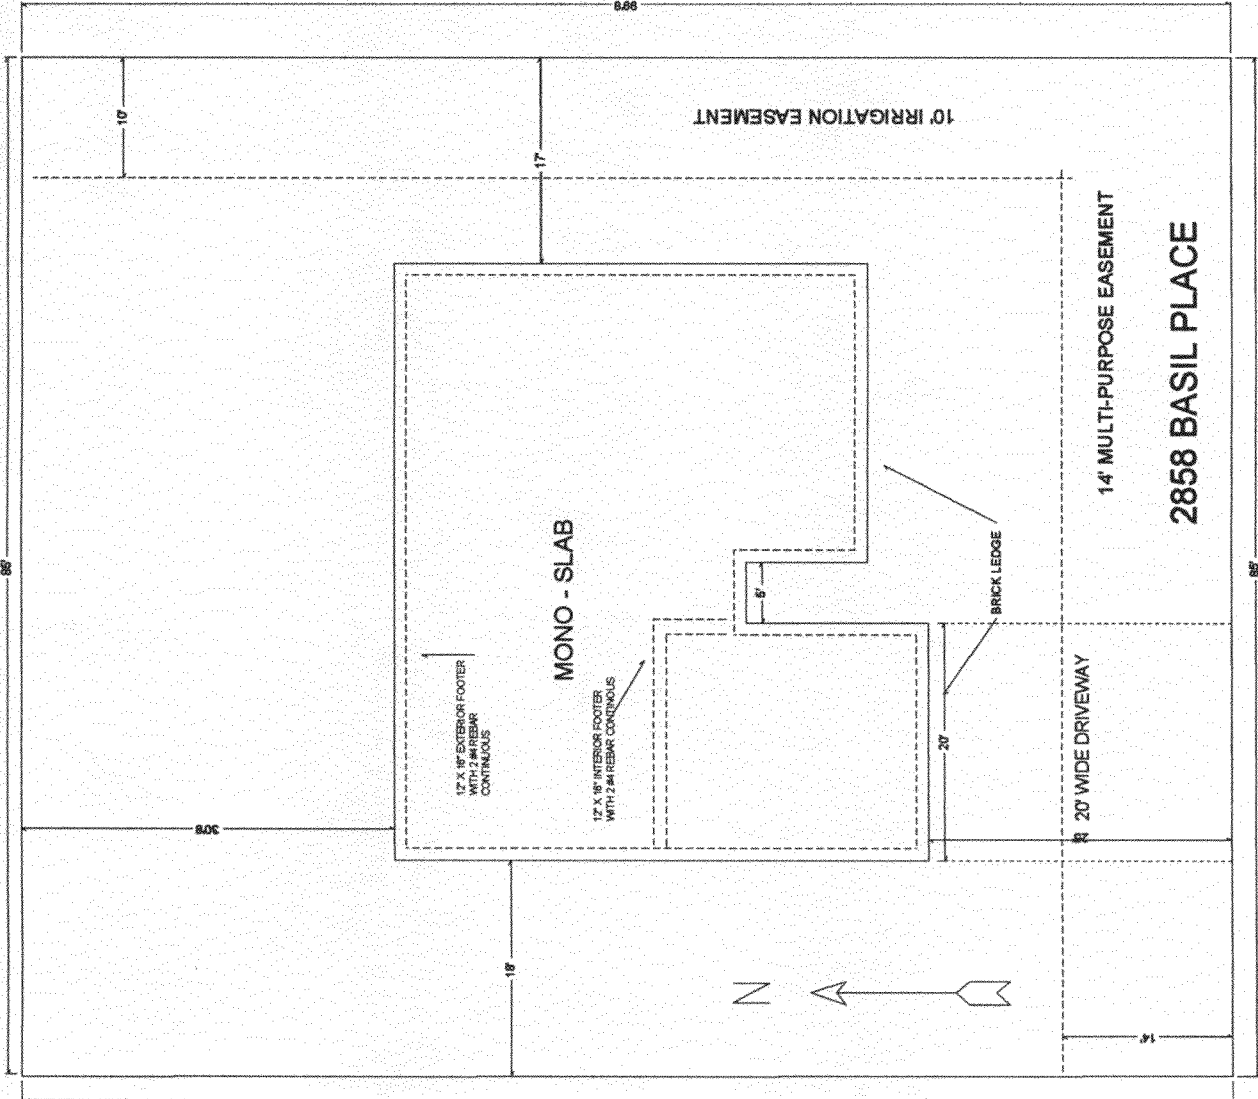 99.8
85'
10'
17'
10' IRRIGATION EASEMENT
30.8
12" X 16" EXTERIOR FOOTER
WITH 2 #4 REBAR
CONTINUOUS
MONO - SLAB
12" X 16" INTERIOR FOOTER
WITH 2 #4 REBAR CONTINOUS
5'
BRICK LEDGE
20'
18'
N
14' MULTI-PURPOSE EASEMENT
20' WIDE DRIVEWAY
14'
2858 BASIL PLACE
85'